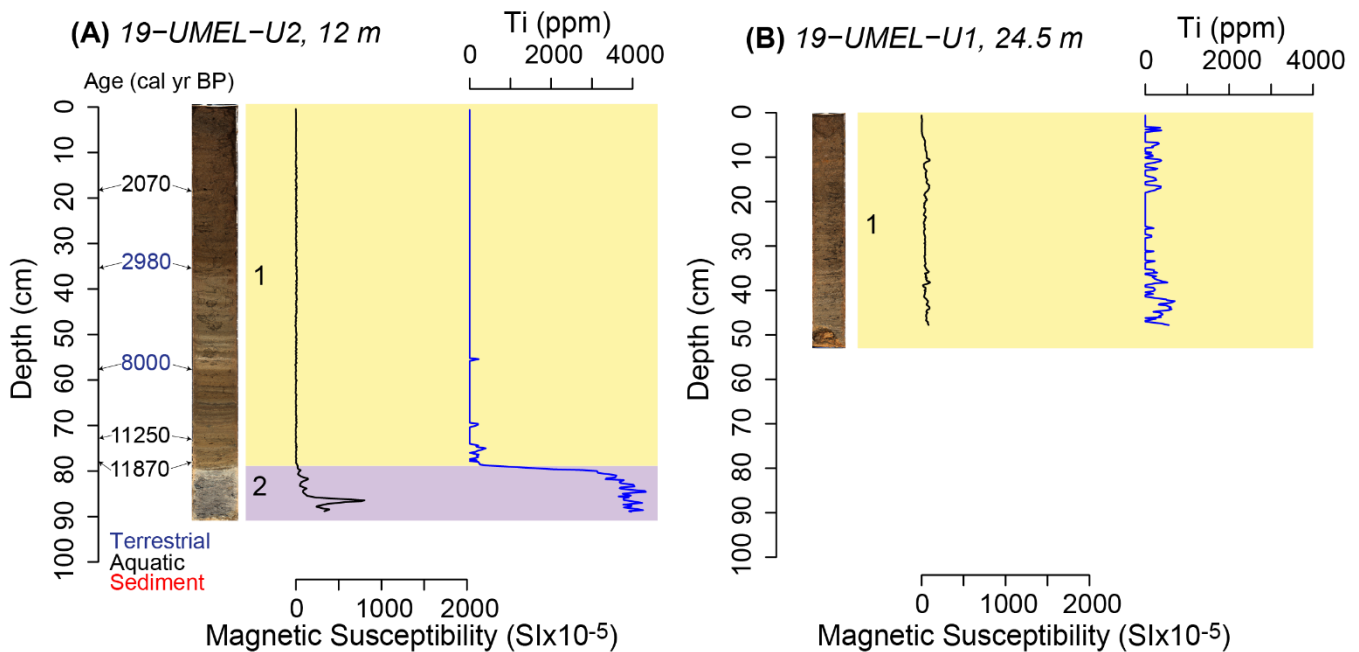 (A) 19−UMEL−U2, 12 m
Ti (ppm)
0 2000 4000
Age (cal yr BP)
Depth (cm)
0
10
20
30
40
50
60
70
80
90
100
2070
2980
8000
11250
11870
1
2
Terrestrial
Aquatic
Sediment
0 1000 2000
Magnetic Susceptibility (SIx10-5)
(B) 19−UMEL−U1, 24.5 m
Ti (ppm)
0 2000 4000
Depth (cm)
0
10
20
30
40
50
60
70
80
90
100
1
0 1000 2000
Magnetic Susceptibility (SIx10-5)